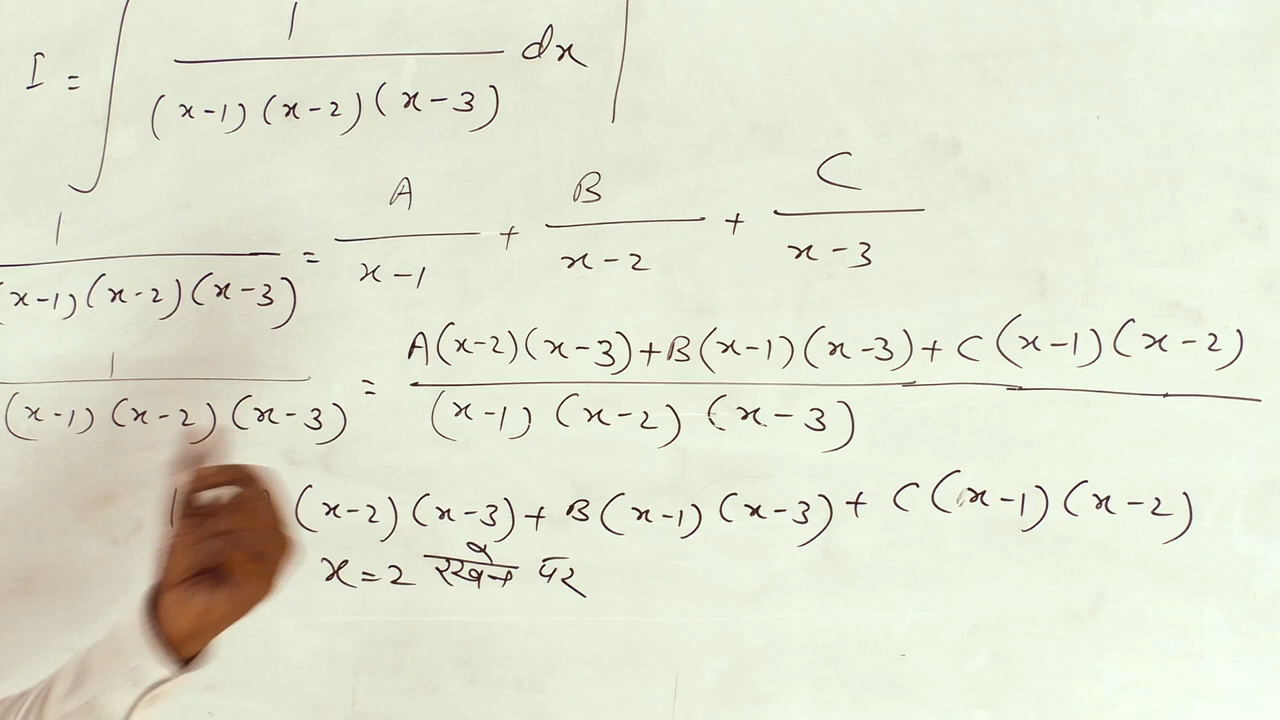 I = ∫ 1/((x-1)(x-2)(x-3)) dx |
1/((x-1)(x-2)(x-3)) = A/(x-1) + B/(x-2) + C/(x-3)
1/((x-1)(x-2)(x-3)) = (A(x-2)(x-3)+B(x-1)(x-3)+C(x-1)(x-2))/((x-1)(x-2)(x-3))
(x-2)(x-3)+B(x-1)(x-3)+C(x-1)(x-2)
x=2 रखने पर